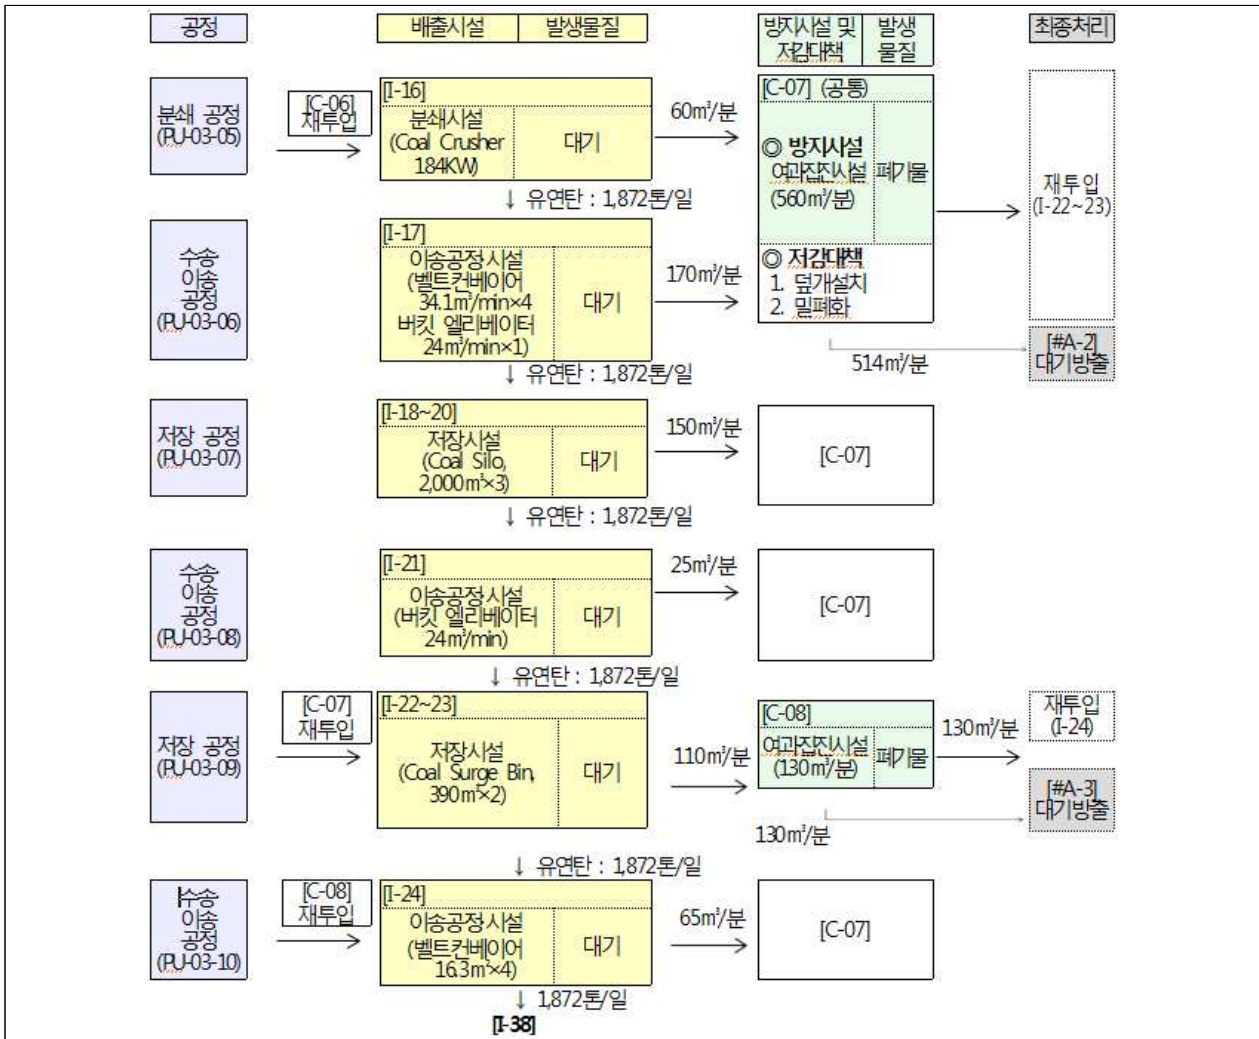 공정
배출시설
발생물질
방지시설 및
저감대책
발생
물질
최종처리
분쇄 공정
(PU-03-05)
[C-06]
재투입
[I-16]
분쇄시설
(Coal Crusher
184KW)
대기
60㎥/분
[C-07] (공통)
◎ 방지시설
여과집진시설
(560㎥/분)
폐기물
◎ 저감대책
1. 덮개설치
2. 밀폐화
재투입
(I-22~23)
↓ 유연탄 : 1,872톤/일
수송
이송
공정
(PU-03-06)
[I-17]
이송공정시설
(벨트컨베이어
34.1㎥/min×4
버킷 엘리베이터
24㎥/min×1)
대기
170㎥/분
514㎥/분
[#A-2]
대기방출
↓ 유연탄 : 1,872톤/일
저장 공정
(PU-03-07)
[I-18~20]
저장시설
(Coal Silo,
2,000㎥×3)
대기
150㎥/분
[C-07]
↓ 유연탄 : 1,872톤/일
수송
이송
공정
(PU-03-08)
[I-21]
이송공정시설
(버킷 엘리베이터
24㎥/min)
대기
25㎥/분
[C-07]
↓ 유연탄 : 1,872톤/일
저장 공정
(PU-03-09)
[C-07]
재투입
[I-22~23]
저장시설
(Coal Surge Bin,
390㎥×2)
대기
110㎥/분
[C-08]
여과집진시설
(130㎥/분)
폐기물
130㎥/분
재투입
(I-24)
130㎥/분
[#A-3]
대기방출
↓ 유연탄 : 1,872톤/일
수송
이송
공정
(PU-03-10)
[C-08]
재투입
[I-24]
이송공정시설
(벨트컨베이어
16.3㎥×4)
대기
65㎥/분
[C-07]
↓ 1,872톤/일
[I-38]